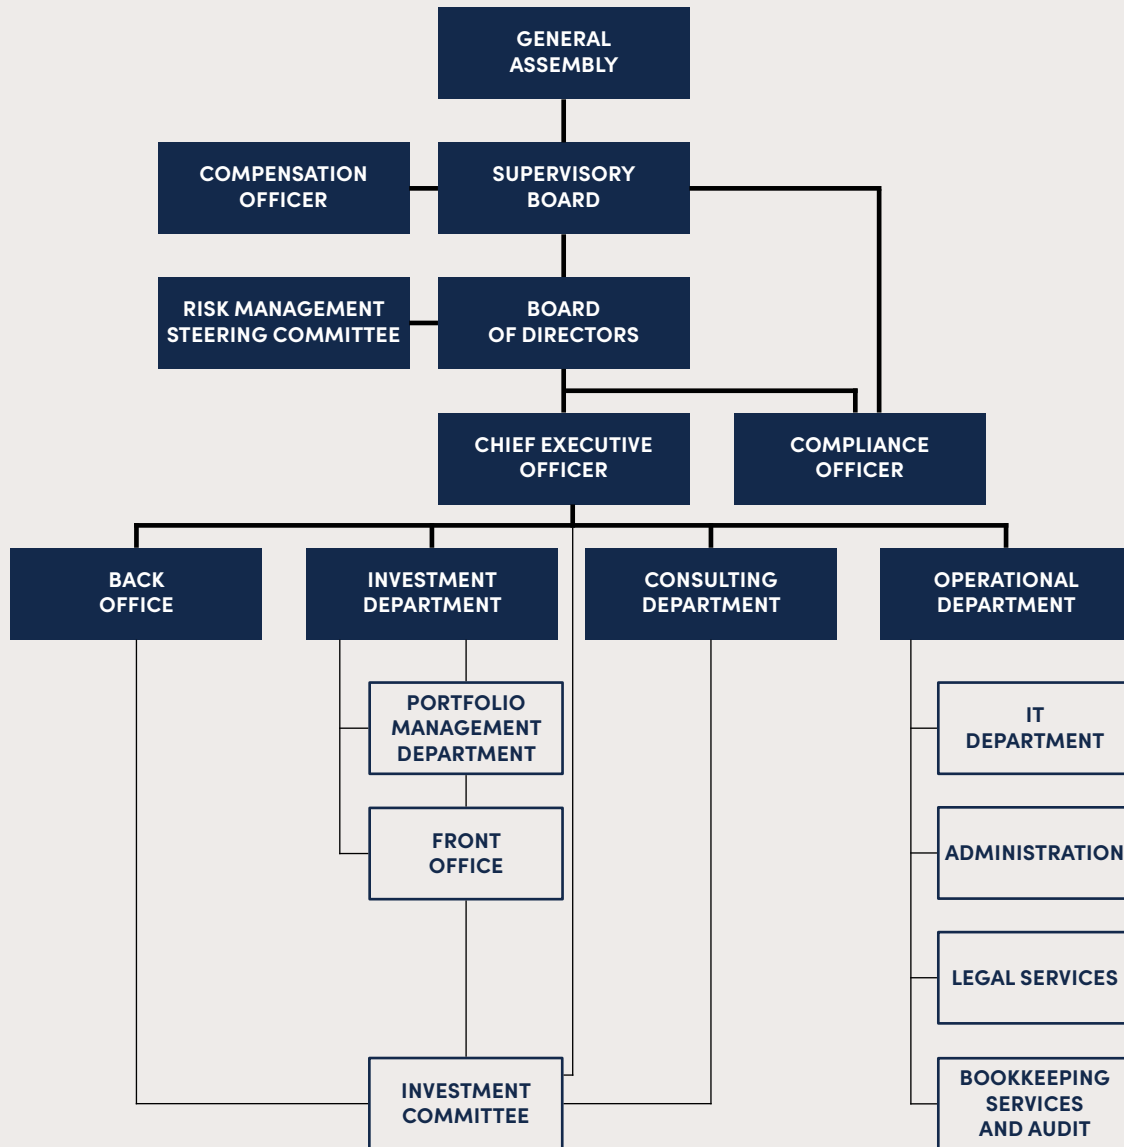 GENERAL
ASSEMBLY
COMPENSATION
OFFICER
SUPERVISORY
BOARD
RISK MANAGEMENT
STEERING COMMITTEE
BOARD
OF DIRECTORS
CHIEF EXECUTIVE
OFFICER
COMPLIANCE
OFFICER
BACK
OFFICE
INVESTMENT
DEPARTMENT
CONSULTING
DEPARTMENT
OPERATIONAL
DEPARTMENT
PORTFOLIO
MANAGEMENT
DEPARTMENT
IT
DEPARTMENT
FRONT
OFFICE
ADMINISTRATION
LEGAL SERVICES
INVESTMENT
COMMITTEE
BOOKKEEPING
SERVICES
AND AUDIT